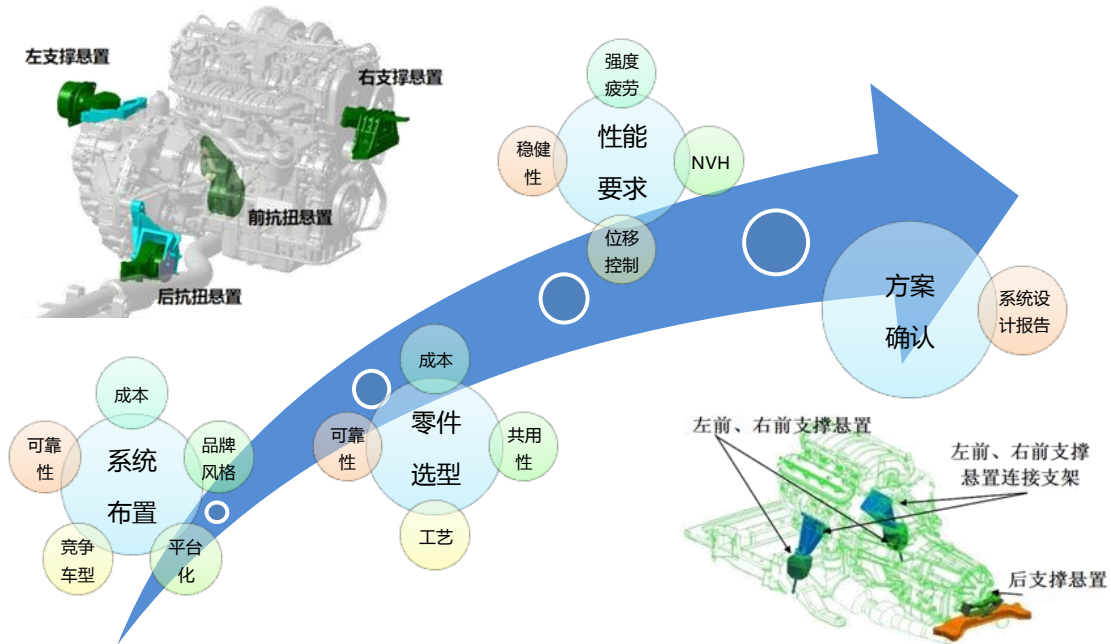 左支撑悬置
右支撑悬置
前抗扭悬置
后抗扭悬置
强度
疲劳
性能
要求
稳健
性
NVH
位移
控制
方案
确认
系统设
计报告
成本
可靠
性
品牌
风格
系统
布置
竞争
车型
平台
化
成本
可靠
性
零件
选型
共用
性
工艺
左前、右前支撑悬置
左前、右前支撑
悬置连接支架
后支撑悬置